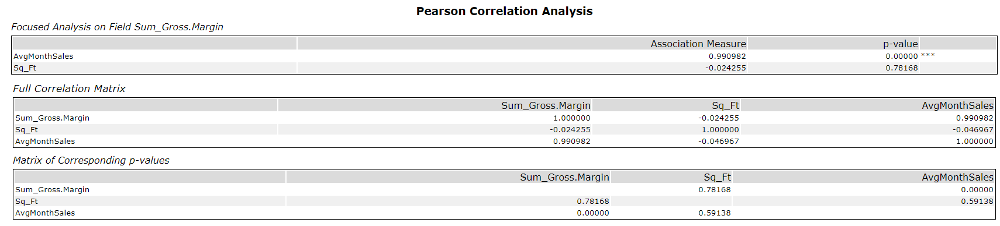 Pearson Correlation Analysis
Focused Analysis on Field Sum_Gross.Margin
Association Measure p-value
AvgMonthSales 0.990982 0.00000 ***
Sq_Ft -0.024255 0.78168
Full Correlation Matrix
Sum_Gross.Margin Sq_Ft AvgMonthSales
Sum_Gross.Margin 1.000000 -0.024255 0.990982
Sq_Ft -0.024255 1.000000 -0.046967
AvgMonthSales 0.990982 -0.046967 1.000000
Matrix of Corresponding p-values
Sum_Gross.Margin Sq_Ft AvgMonthSales
Sum_Gross.Margin 0.78168 0.00000
Sq_Ft 0.78168 0.59138
AvgMonthSales 0.00000 0.59138